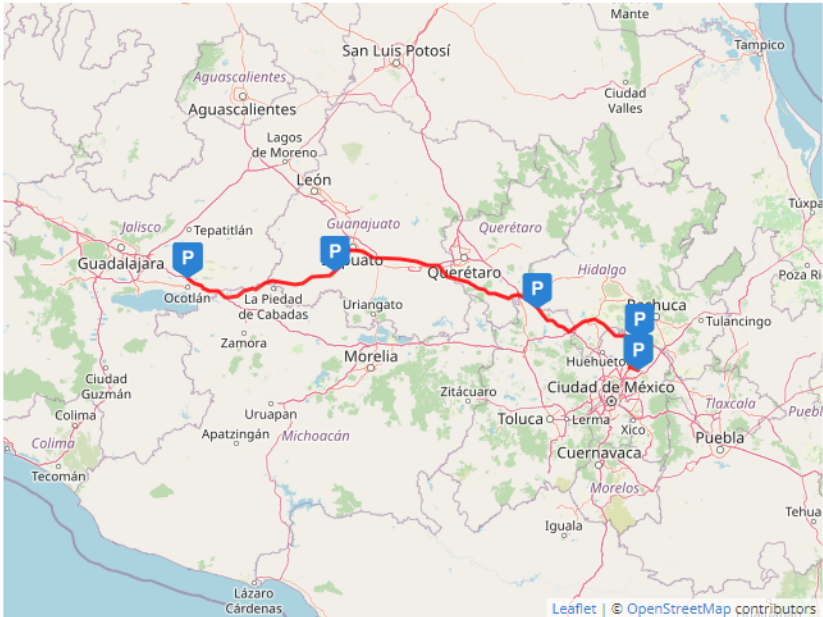 Mante
San Luis Potosí
Tampico
Aguascalientes
Aguascalientes
Ciudad
Valles
Lagos
de Moreno
León
Túxpa
Jalisco
Tepatitlán
Guanajuato
Querétaro
Guadalajara
P
P
puato
Querétaro
Hidalgo
Poza Ri
P
Ocotlán
La Piedad
de Cabadas
Uriangato
Pachuca
P
Tulancingo
Zamora
Morelia
Huehueto
P
Ciudad
Guzmán
Zitácuaro
Ciudad de México
Colima
Uruapan
Toluca
Lerma
Xico
Tlaxcala
Puebl
Colima
Apatzingán
Michoacán
Puebla
Tecomán
Cuernavaca
Morelos
Iguala
Tehua
Lázaro
Cárdenas
Leaflet | © OpenStreetMap contributors